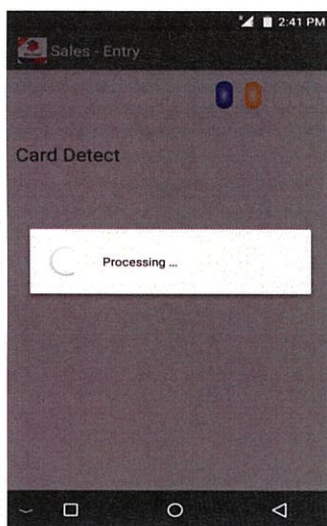 2:41 PM
Sales - Entry
Card Detect
Processing ...